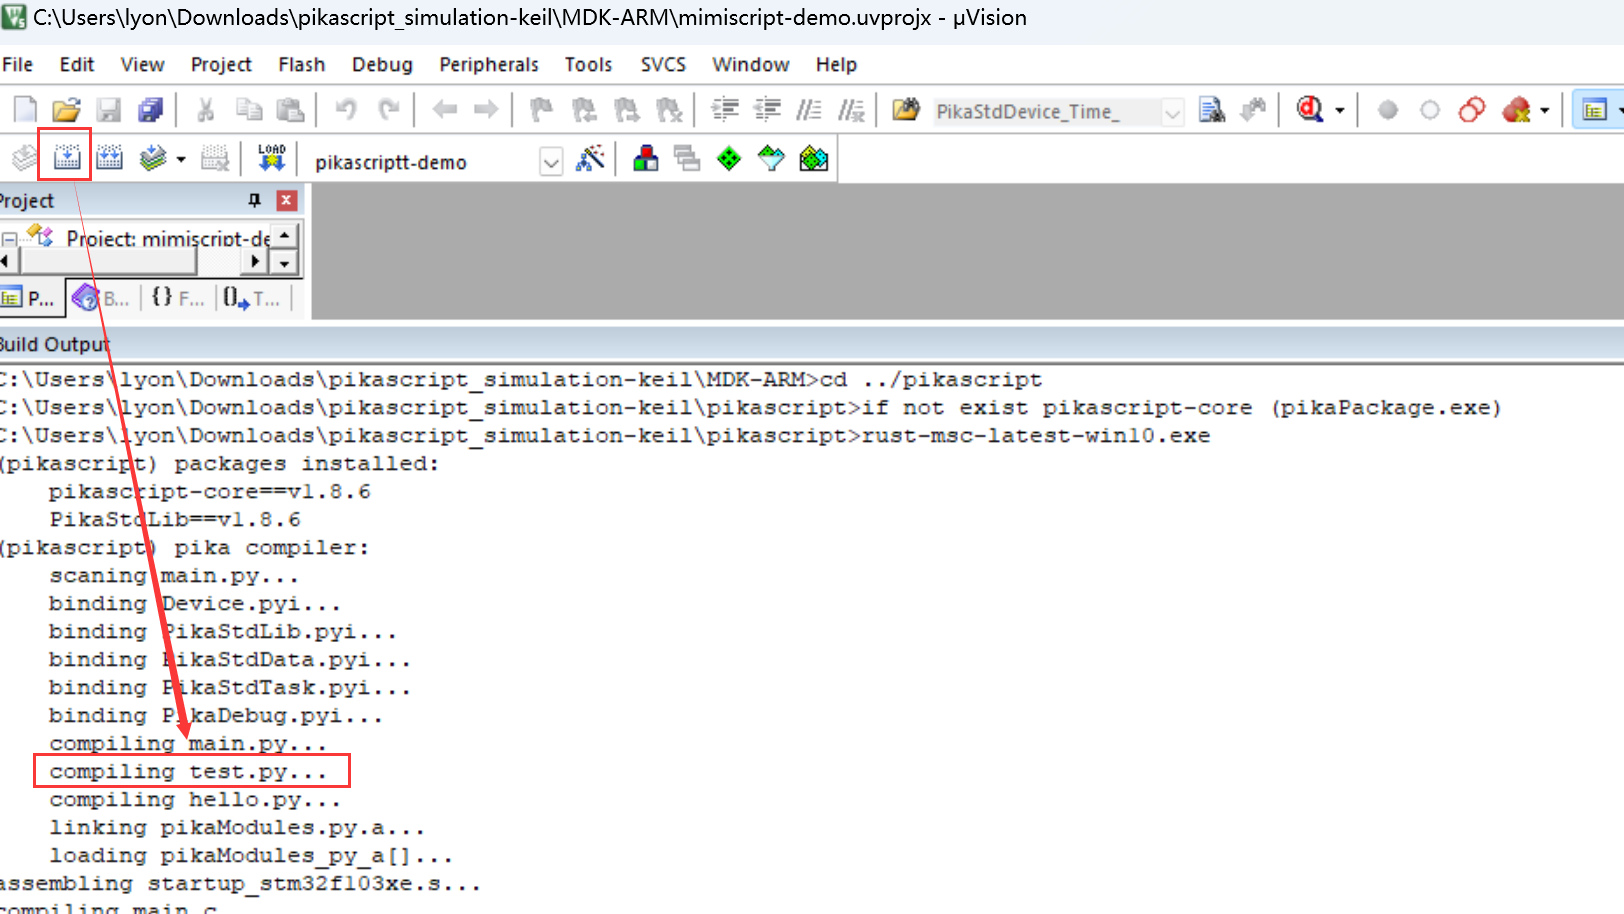 C:\Users\lyon\Downloads\pikascript_simulation-keil\MDK-ARM\mimiscript-demo.uvprojx - µVision
File Edit View Project Flash Debug Peripherals Tools SVCS Window Help
PikaStdDevice_Time_
LOAD
pikascriptt-demo
Project
Project: mimiscript-de
P... B... {} F... T...
Build Output
C:\Users\lyon\Downloads\pikascript_simulation-keil\MDK-ARM>cd ../pikascript
C:\Users\lyon\Downloads\pikascript_simulation-keil\pikascript>if not exist pikascript-core (pikaPackage.exe)
C:\Users\lyon\Downloads\pikascript_simulation-keil\pikascript>rust-msc-latest-win10.exe
(pikascript) packages installed:
pikascript-core==v1.8.6
PikaStdLib==v1.8.6
(pikascript) pika compiler:
scaning main.py...
binding Device.pyi...
binding PikaStdLib.pyi...
binding PikaStdData.pyi...
binding PikaStdTask.pyi...
binding PikaDebug.pyi...
compiling main.py...
compiling test.py...
compiling hello.py...
linking pikaModules.py.a...
loading pikaModules_py_a[]...
assembling startup_stm32f103xe.s...
compiling main.c